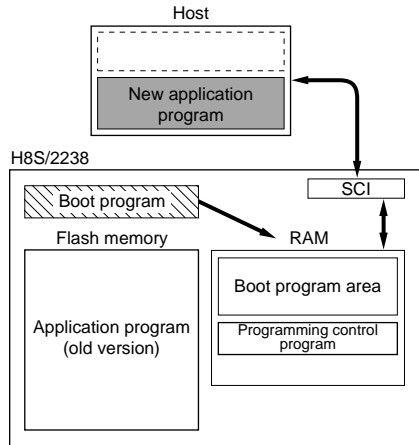 Host
New application
program
H8S/2238
SCI
Boot program
Flash memory
RAM
Boot program area
Application program
(old version)
Programming control
program